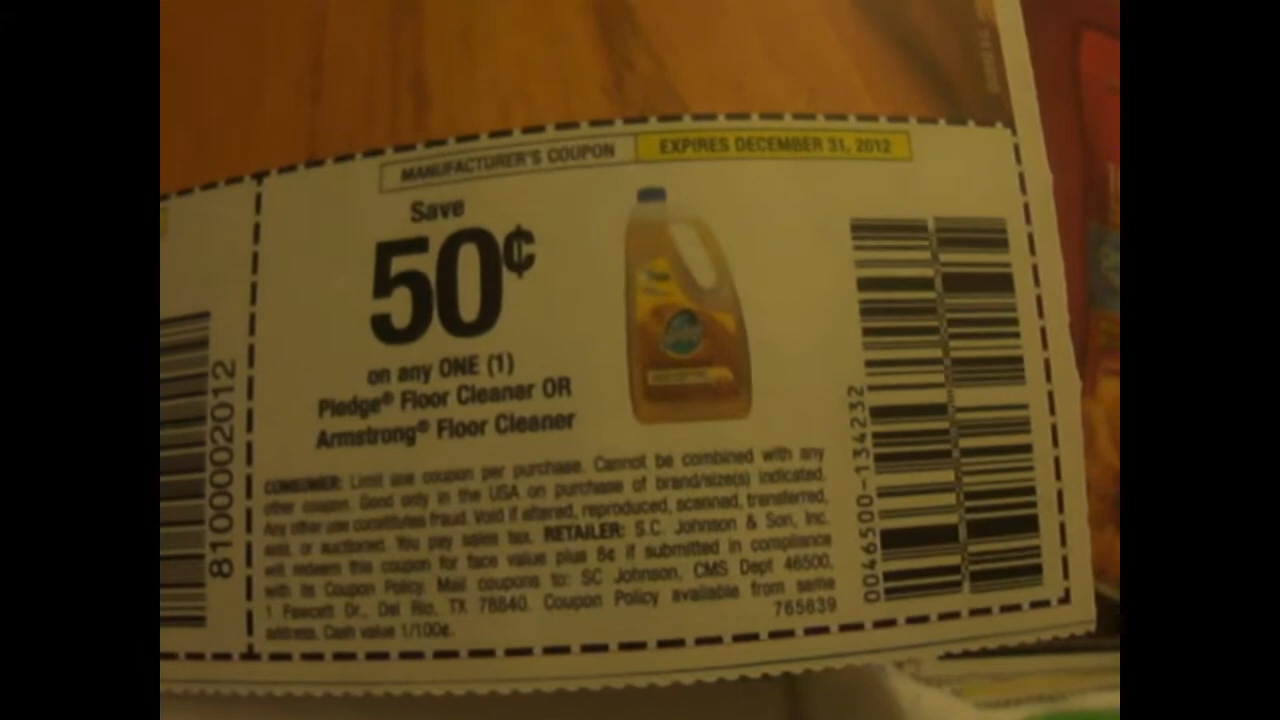 MANUFACTURER'S COUPON
EXPIRES DECEMBER 31, 2012
Save
50¢
on any ONE (1)
Pledge® Floor Cleaner OR
Armstrong® Floor Cleaner
CONSUMER: Limit one coupon per purchase. Cannot be combined with any
other coupon. Good only in the USA on purchase of brand/size(s) indicated.
Any other use constitutes fraud. Void if altered, reproduced, scanned, transferred,
sold, or auctioned. You pay sales tax. RETAILER: S.C. Johnson & Son, Inc.
will redeem this coupon for face value plus 8¢ if submitted in compliance
with its Coupon Policy. Mail coupons to: SC Johnson, CMS Dept 46500,
1 Fawcett Dr., Del Rio, TX 78840. Coupon Policy available from same
address. Cash value 1/100¢.
765639
0046500-134232
8100002012